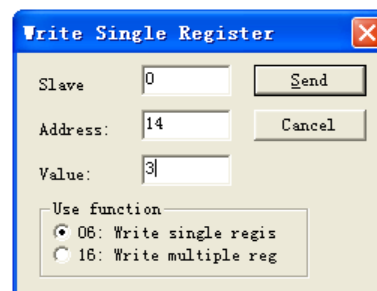 Write Single Register
Slave 0 Send
Address: 14 Cancel
Value: 3
Use function
06: Write single regis
16: Write multiple reg